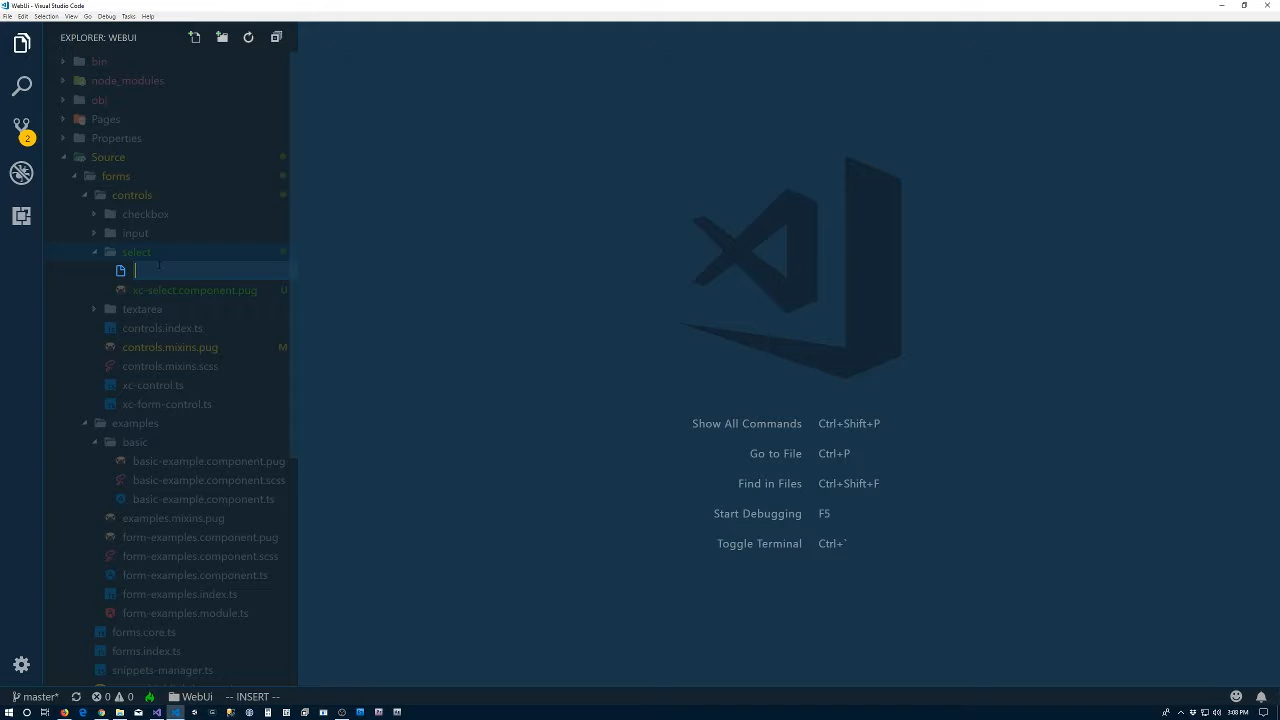 WebUi - Visual Studio Code
File Edit Selection View Go Debug Tasks Help
EXPLORER: WEBUI
bin
node_modules
obj
Pages
Properties
Source
forms
controls
checkbox
input
select
xc-select.component.pug U
textarea
controls.index.ts
controls.mixins.pug M
controls.mixins.scss
xc-control.ts
xc-form-control.ts
examples
basic
basic-example.component.pug
basic-example.component.scss
basic-example.component.ts
examples.mixins.pug
form-examples.component.pug
form-examples.component.scss
form-examples.component.ts
form-examples.index.ts
form-examples.module.ts
forms.core.ts
forms.index.ts
snippets-manager.ts
2
Show All Commands Ctrl+Shift+P
Go to File Ctrl+P
Find in Files Ctrl+Shift+F
Start Debugging F5
Toggle Terminal Ctrl+`
master* 0 0 WebUi -- INSERT --
3:08 PM